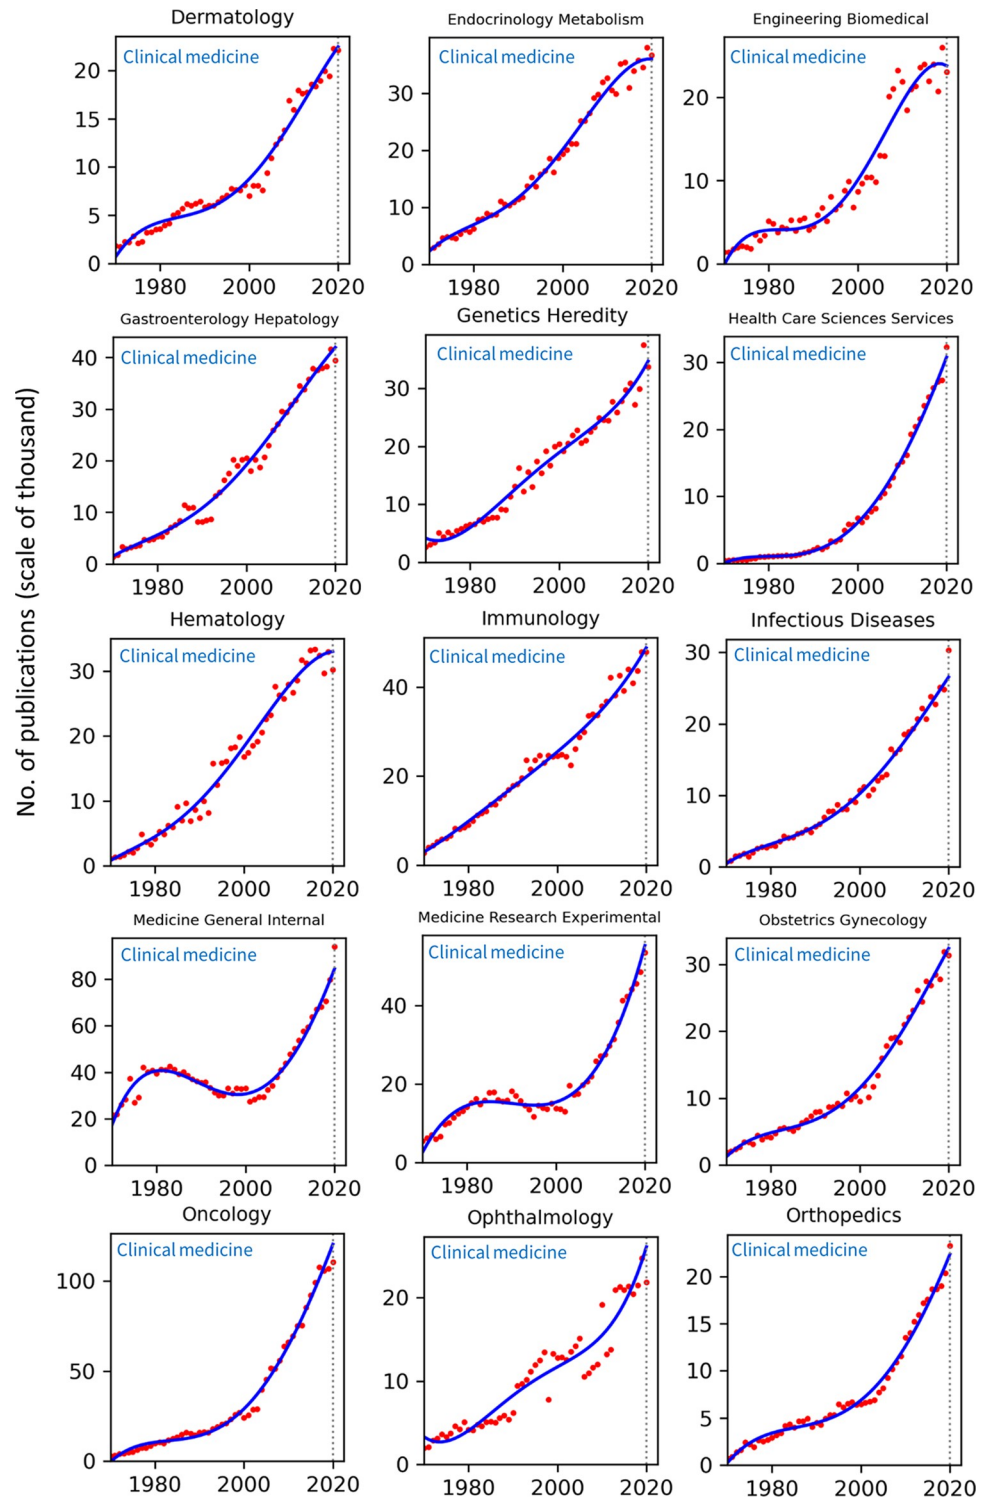 No. of publications (scale of thousand)
Dermatology
Clinical medicine
20
15
10
5
0
1980 2000 2020
Endocrinology Metabolism
Clinical medicine
30
20
10
0
1980 2000 2020
Engineering Biomedical
Clinical medicine
20
10
0
1980 2000 2020
Gastroenterology Hepatology
Clinical medicine
40
30
20
10
0
1980 2000 2020
Genetics Heredity
Clinical medicine
30
20
10
0
1980 2000 2020
Health Care Sciences Services
Clinical medicine
30
20
10
0
1980 2000 2020
Hematology
Clinical medicine
30
20
10
0
1980 2000 2020
Immunology
Clinical medicine
40
20
0
1980 2000 2020
Infectious Diseases
Clinical medicine
30
20
10
0
1980 2000 2020
Medicine General Internal
Clinical medicine
80
60
40
20
0
1980 2000 2020
Medicine Research Experimental
Clinical medicine
40
20
0
1980 2000 2020
Obstetrics Gynecology
Clinical medicine
30
20
10
0
1980 2000 2020
Oncology
Clinical medicine
100
50
0
1980 2000 2020
Ophthalmology
Clinical medicine
20
10
0
1980 2000 2020
Orthopedics
Clinical medicine
20
15
10
5
0
1980 2000 2020